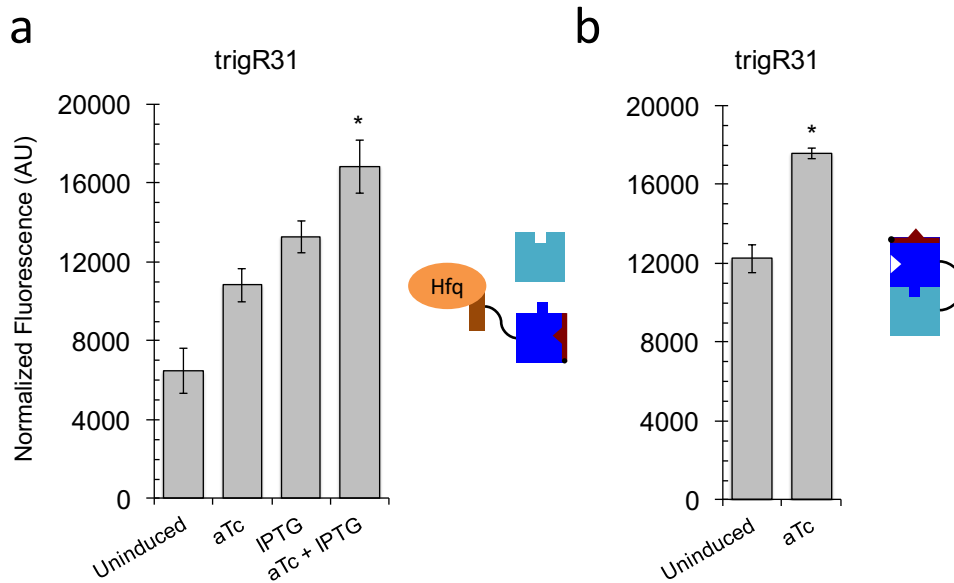 a
trigR31
Normalized Fluorescence (AU)
20000
16000
12000
8000
4000
0
*
Uninduced
aTc
IPTG
aTc + IPTG
Hfq
b
trigR31
20000
16000
12000
8000
4000
0
*
Uninduced
aTc